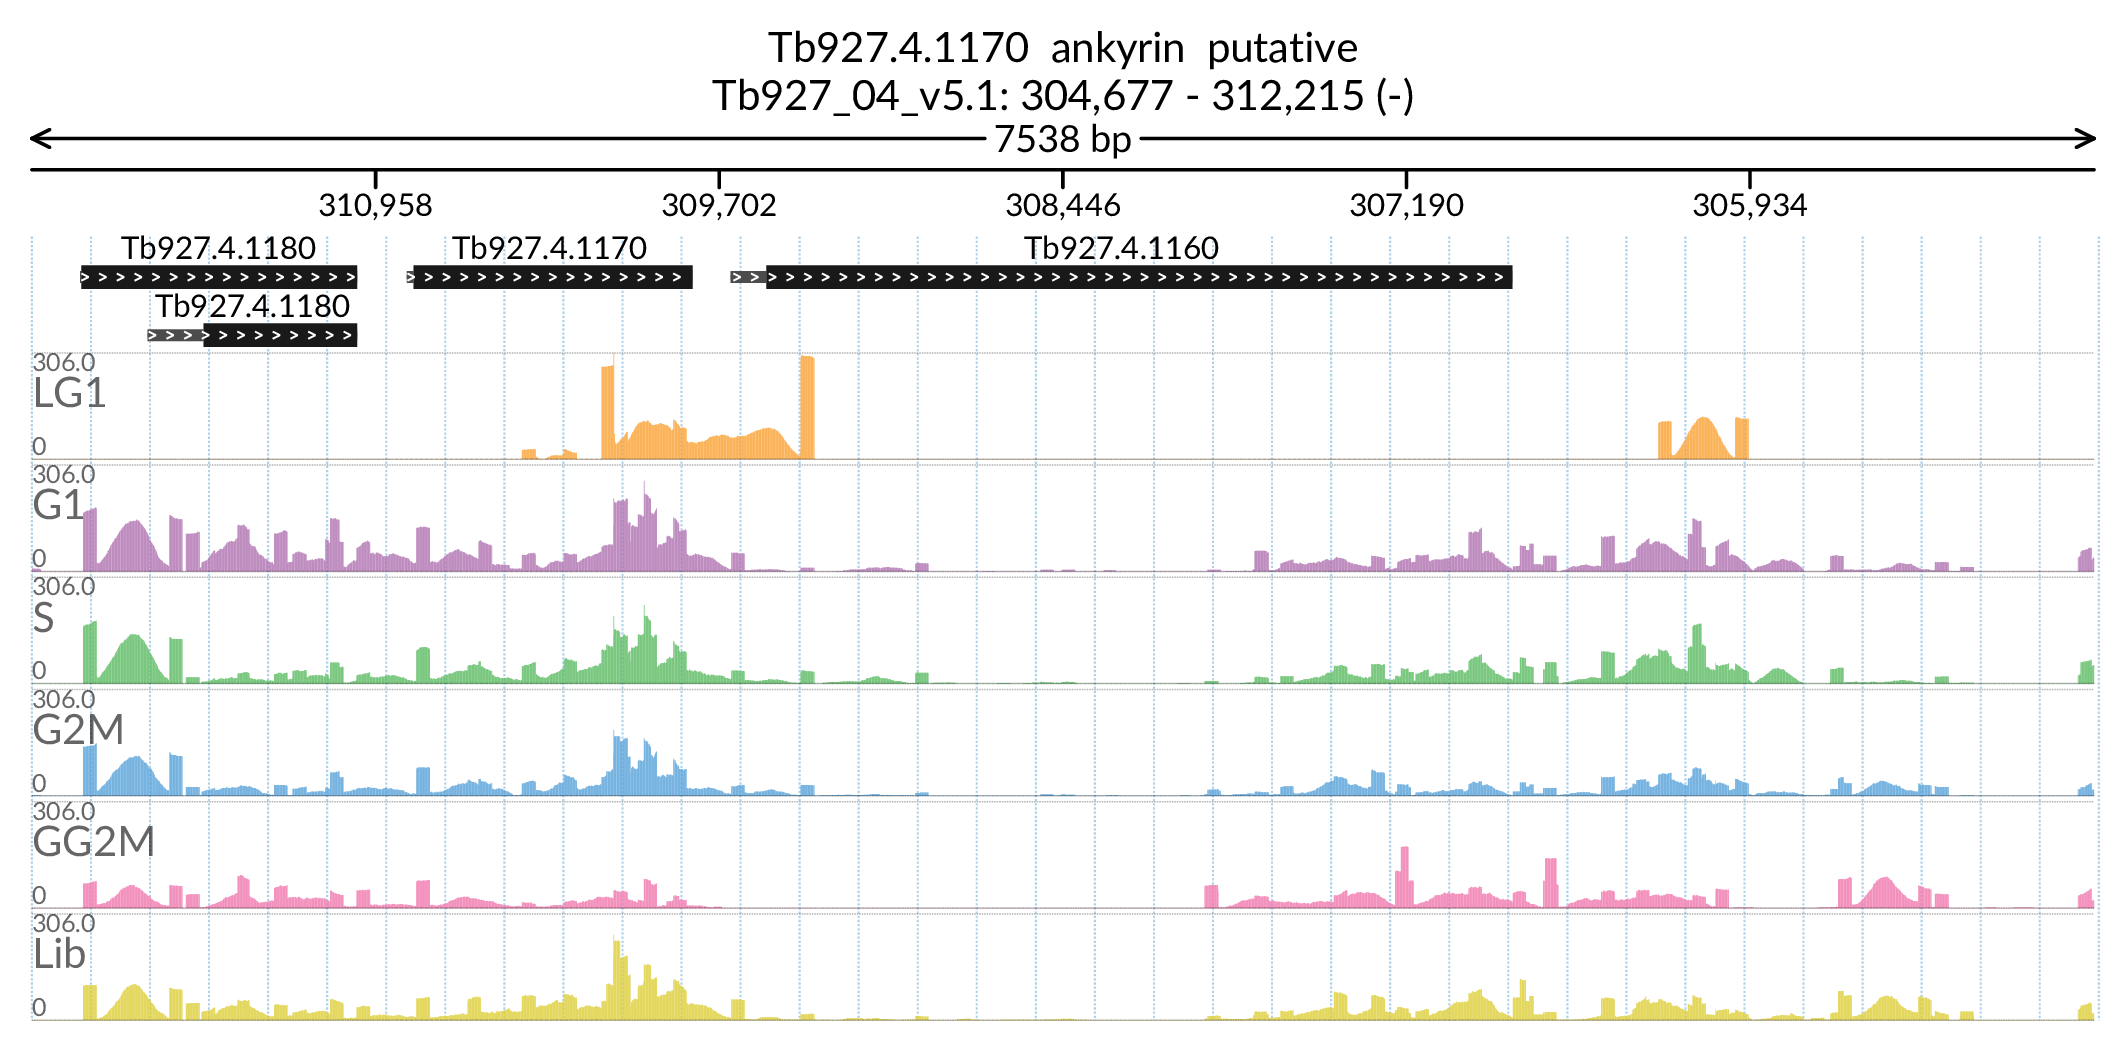 Tb927.4.1170 ankyrin putative
Tb927_04_v5.1: 304,677 - 312,215 (-)
7538 bp
310,958 309,702 308,446 307,190 305,934
Tb927.4.1180 Tb927.4.1170 Tb927.4.1160
Tb927.4.1180
306.0
LG1
0
306.0
G1
0
306.0
S
0
306.0
G2M
0
306.0
GG2M
0
306.0
Lib
0